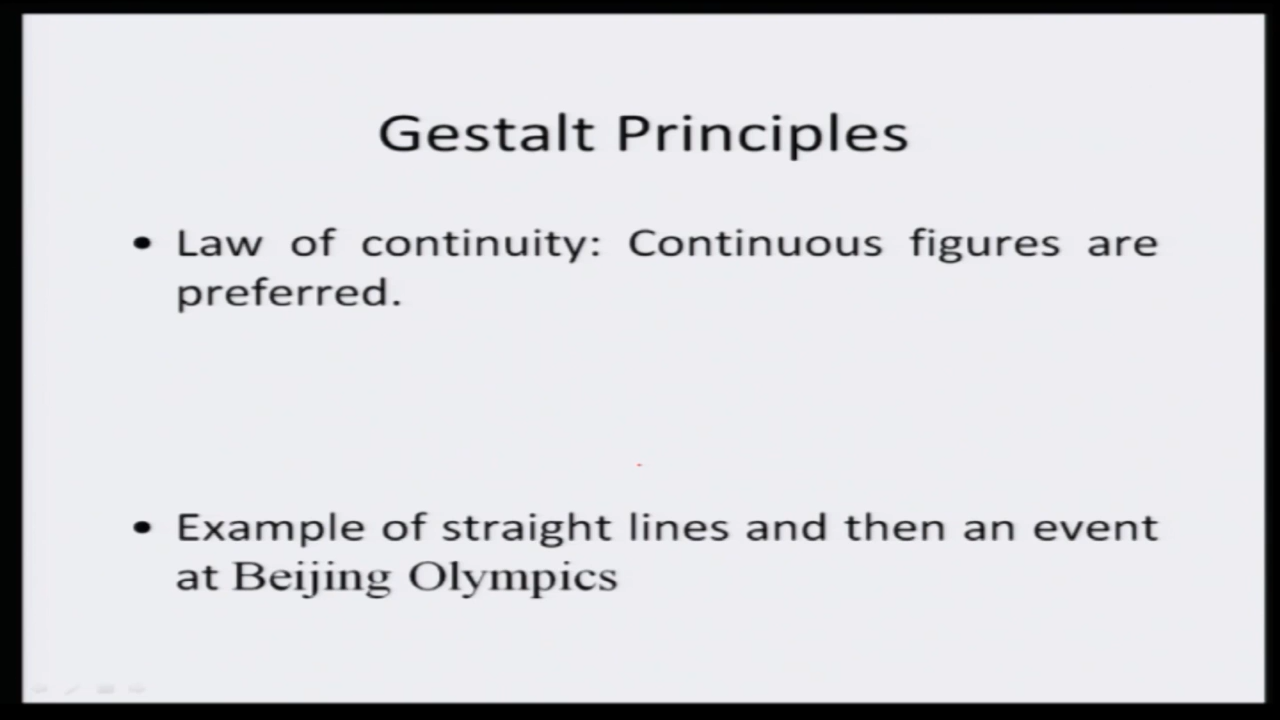 Gestalt Principles
• Law of continuity: Continuous figures are
preferred.
• Example of straight lines and then an event
at Beijing Olympics